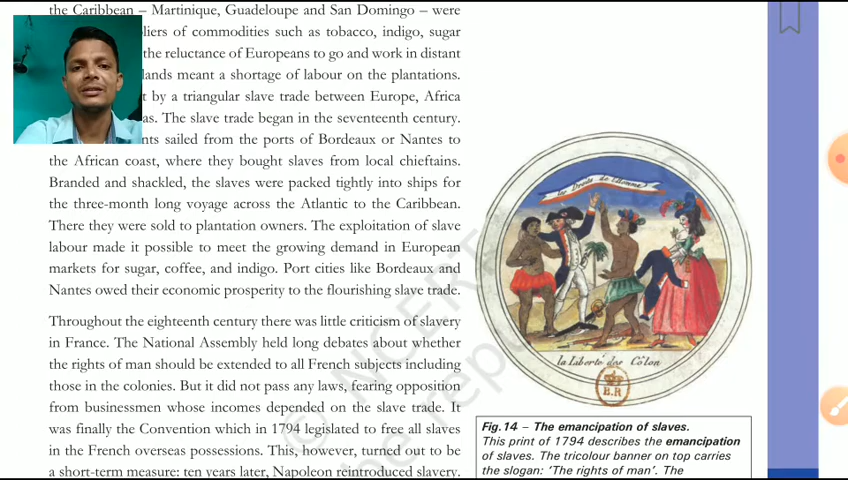 the Caribbean – Martinique, Guadeloupe and San Domingo – were
liers of commodities such as tobacco, indigo, sugar
the reluctance of Europeans to go and work in distant
lands meant a shortage of labour on the plantations.
t by a triangular slave trade between Europe, Africa
as. The slave trade began in the seventeenth century.
nts sailed from the ports of Bordeaux or Nantes to
the African coast, where they bought slaves from local chieftains.
Branded and shackled, the slaves were packed tightly into ships for
the three-month long voyage across the Atlantic to the Caribbean.
There they were sold to plantation owners. The exploitation of slave
labour made it possible to meet the growing demand in European
markets for sugar, coffee, and indigo. Port cities like Bordeaux and
Nantes owed their economic prosperity to the flourishing slave trade.
Throughout the eighteenth century there was little criticism of slavery
in France. The National Assembly held long debates about whether
the rights of man should be extended to all French subjects including
those in the colonies. But it did not pass any laws, fearing opposition
from businessmen whose incomes depended on the slave trade. It
was finally the Convention which in 1794 legislated to free all slaves
in the French overseas possessions. This, however, turned out to be
a short-term measure: ten years later, Napoleon reintroduced slavery.
les Droits de l'homme
la Liberté des Côlon
B.R
Fig.14 – The emancipation of slaves.
This print of 1794 describes the emancipation
of slaves. The tricolour banner on top carries
the slogan: 'The rights of man'. The
© NCERT
be rep